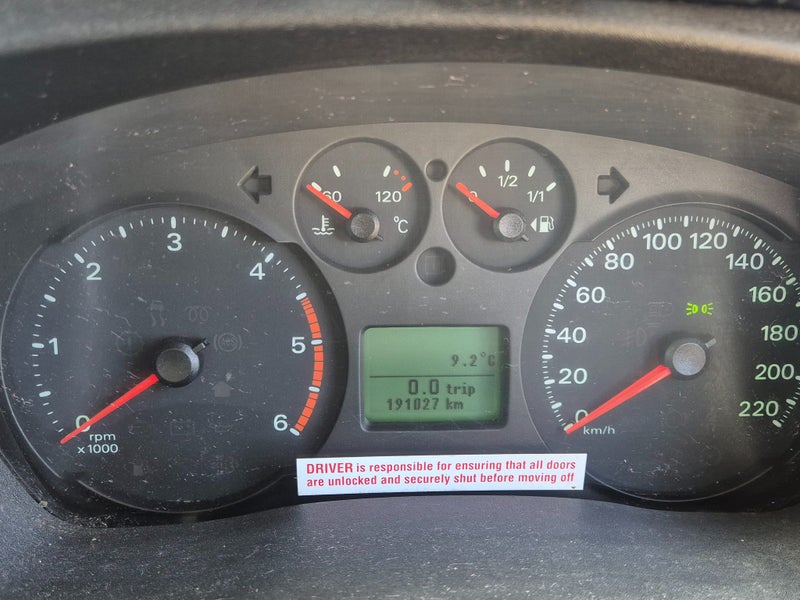 60 120
°C
0 1/2 1/1
0 1 2 3 4 5 6
rpm
x1000
0 20 40 60 80 100 120 140 160 180 200 220
km/h
9.2°C
0.0 trip
191027 km
DRIVER is responsible for ensuring that all doors
are unlocked and securely shut before moving off